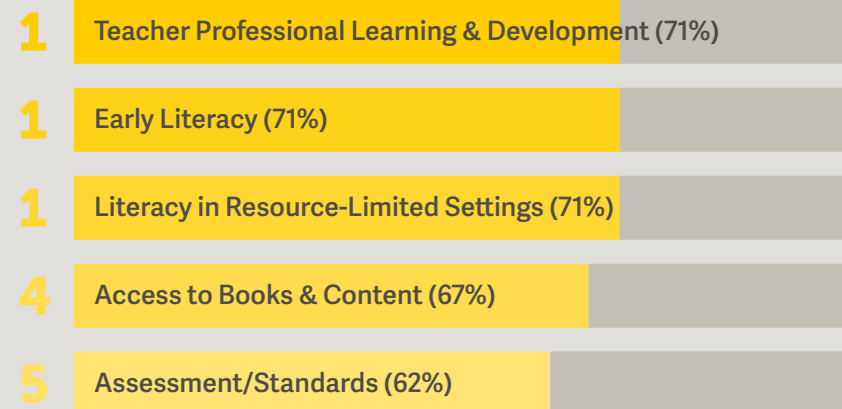 1 Teacher Professional Learning & Development (71%)
1 Early Literacy (71%)
1 Literacy in Resource-Limited Settings (71%)
4 Access to Books & Content (67%)
5 Assessment/Standards (62%)